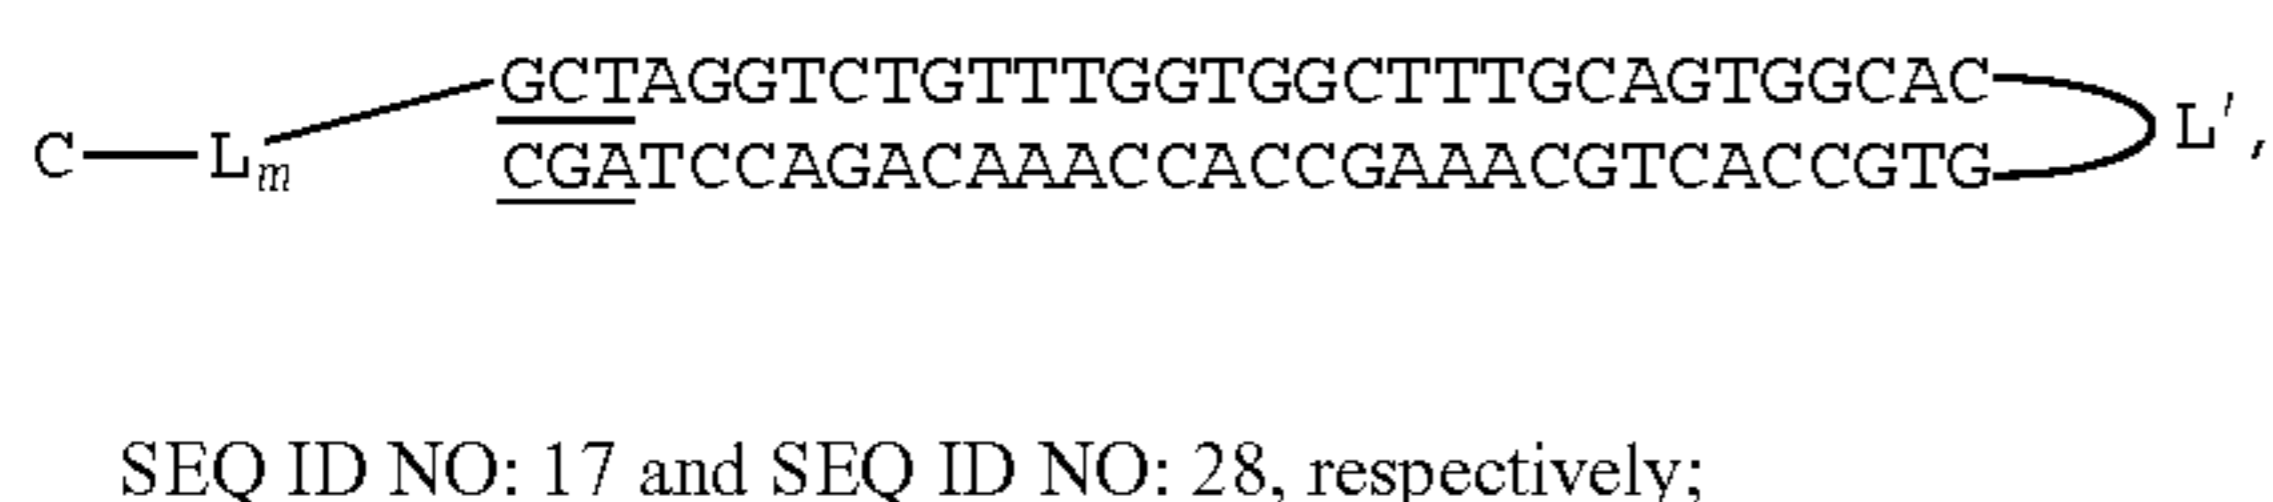 GCTAGGTCTGTTTGGTGGCTTTGCAGTGGCAC
C—Lm L′,
CGATCCAGACAAACCACCGAAACGTCACCGTG
SEQ ID NO: 17 and SEQ ID NO: 28, respectively;